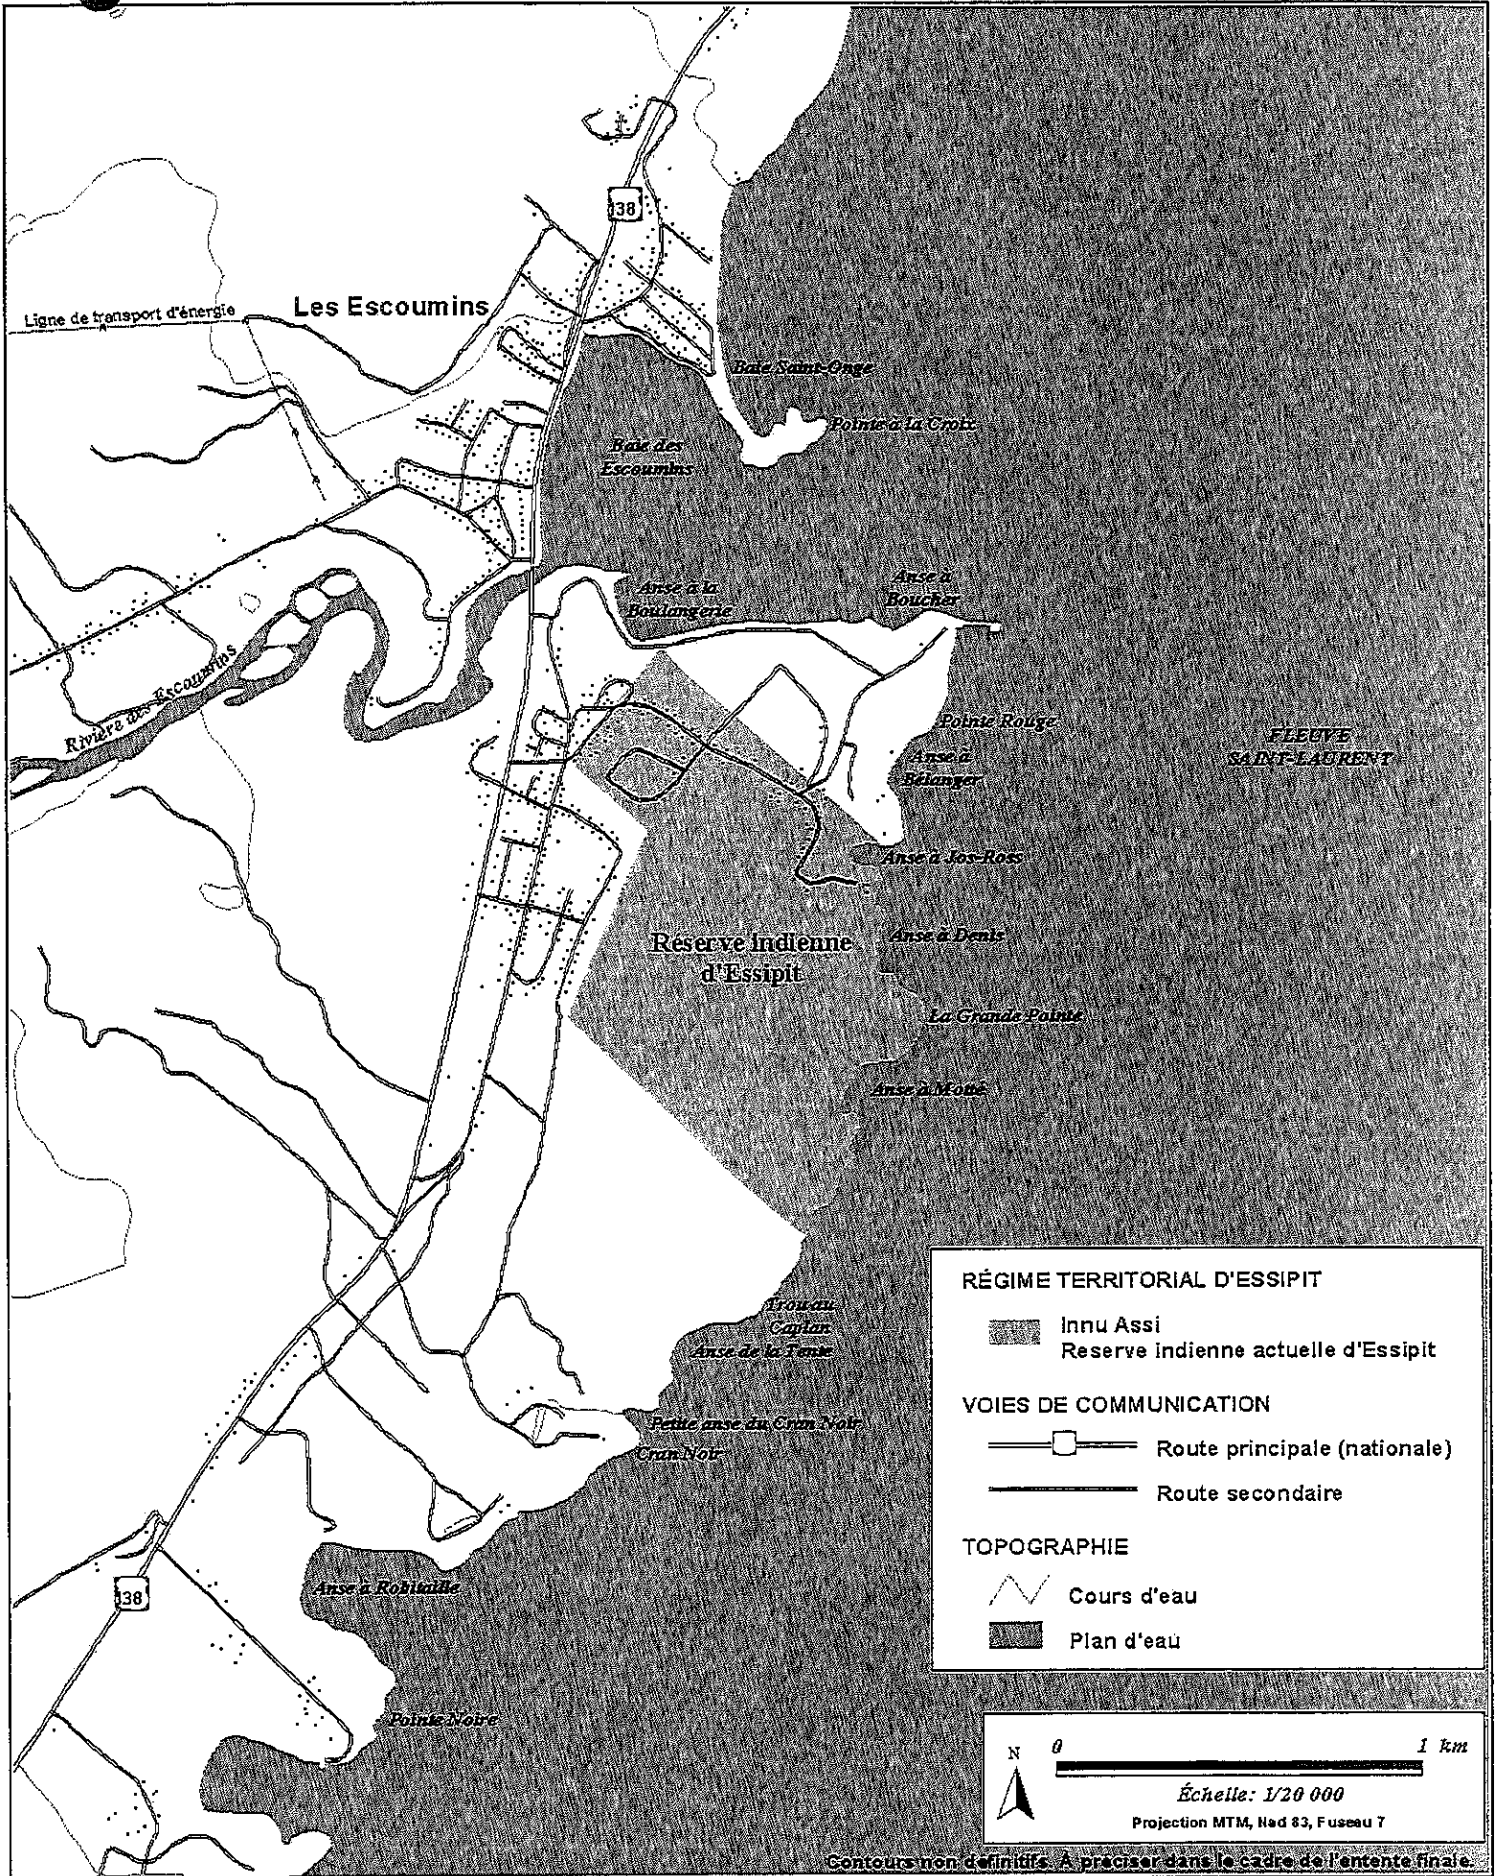 138
Ligne de transport d'énergie
Les Escoumins
Baie Saint-Onge
Pointe à la Croix
Baie des
Escoumins
Anse à la
Boulangerie
Anse à
Boucher
Rivière des Escoumins
Pointe Rouge
Anse à
Bélanger
FLEUVE
SAINT-LAURENT
Anse à Jos-Ross
Anse à Denis
Reserve indienne
d'Essipit
La Grande Pointe
Anse à Motté
Trou au
Caplan
Anse de la Tente
Petite anse du Cran Noir
Cran Noir
138
Anse à Robitaille
Pointe Noire
RÉGIME TERRITORIAL D'ESSIPIT
Innu Assi
Reserve indienne actuelle d'Essipit
VOIES DE COMMUNICATION
Route principale (nationale)
Route secondaire
TOPOGRAPHIE
Cours d'eau
Plan d'eau
N
0 1 km
Échelle: 1/20 000
Projection MTM, Nad 83, Fuseau 7
Contours non définitifs. À préciser dans le cadre de l'entente finale.